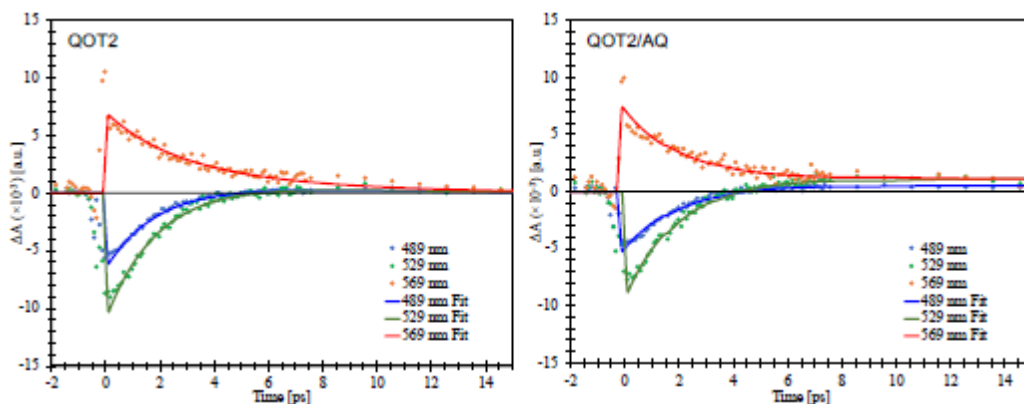 QOT2
15
10
5
0
-5
-10
-15
ΔA (×10⁻³) [a.u.]
-2 0 2 4 6 8 10 12 14
Time [ps]
489 nm
529 nm
569 nm
489 nm Fit
529 nm Fit
569 nm Fit
QOT2/AQ
15
10
5
0
-5
-10
-15
ΔA (×10⁻³) [a.u]
-2 0 2 4 6 8 10 12 14
Time [ps]
489 nm
529 nm
569 nm
489 nm Fit
529 nm Fit
569 nm Fit